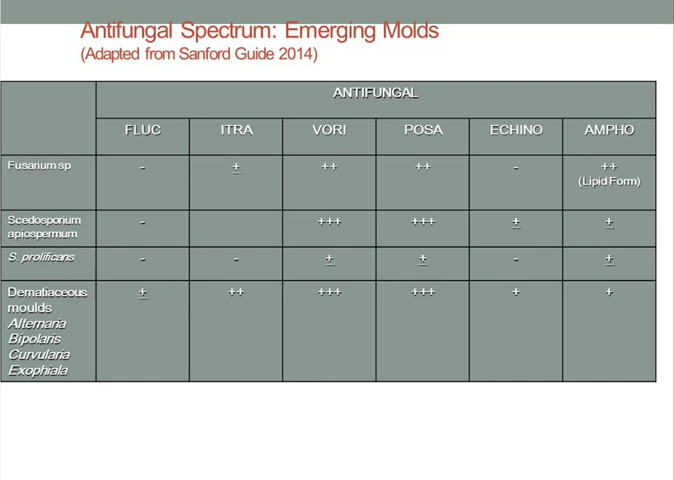 Antifungal Spectrum: Emerging Molds
(Adapted from Sanford Guide 2014)
ANTIFUNGAL
FLUC ITRA VORI POSA ECHINO AMPHO
Fusarium sp - ± ++ ++ - ++
(Lipid Form)
Scedosporium - +++ +++ ± ±
apiospermum
S. prolificans - - ± ± - ±
Dematiaceous ± ++ +++ +++ + +
moulds
Alternaria
Bipolaris
Curvularia
Exophiala